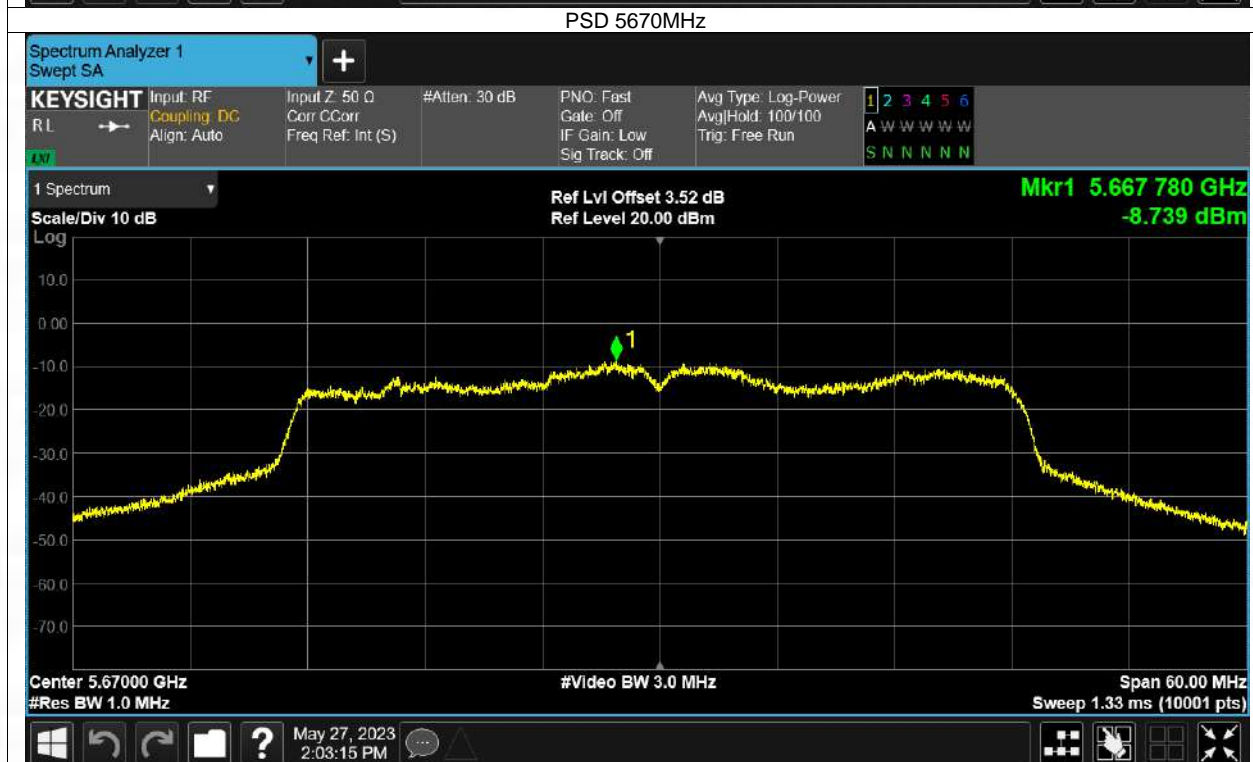 PSD 5670MHz
Spectrum Analyzer 1
Swept SA
+
KEYSIGHT Input: RF Input Z: 50 Ω #Atten: 30 dB PNO: Fast Avg Type: Log-Power 1 2 3 4 5 6
RL Coupling: DC Corr CCorr Gate: Off Avg|Hold: 100/100 A W W W W W
Align: Auto Freq Ref: Int (S) IF Gain: Low Trig: Free Run
LXI Sig Track: Off S N N N N N
1 Spectrum Ref Lvl Offset 3.52 dB Mkr1 5.667 780 GHz
Scale/Div 10 dB Ref Level 20.00 dBm -8.739 dBm
Log
10.0
0.00
1
-10.0
-20.0
-30.0
-40.0
-50.0
-60.0
-70.0
Center 5.67000 GHz #Video BW 3.0 MHz Span 60.00 MHz
#Res BW 1.0 MHz Sweep 1.33 ms (10001 pts)
? May 27, 2023
2:03:15 PM